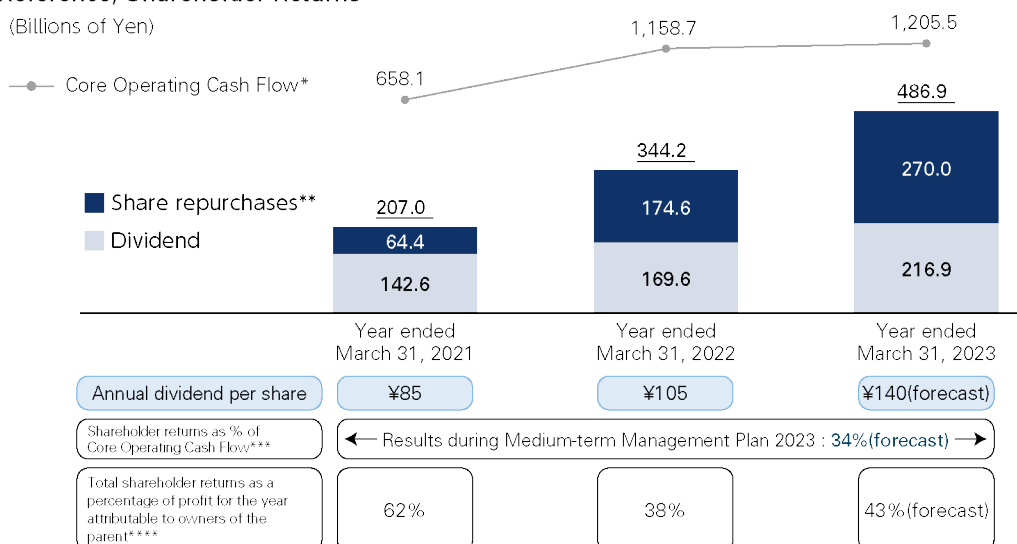 Reference/Shareholder Returns
(Billions of Yen)
Core Operating Cash Flow*
658.1
1,158.7
1,205.5
Share repurchases**
Dividend
207.0
64.4
142.6
344.2
174.6
169.6
486.9
270.0
216.9
Year ended
March 31, 2021
Year ended
March 31, 2022
Year ended
March 31, 2023
Annual dividend per share
¥85
¥105
¥140(forecast)
Shareholder returns as % of
Core Operating Cash Flow***
Results during Medium-term Management Plan 2023 : 34%(forecast)
Total shareholder returns as a
percentage of profit for the year
attributable to owners of the
parent****
62%
38%
43%(forecast)